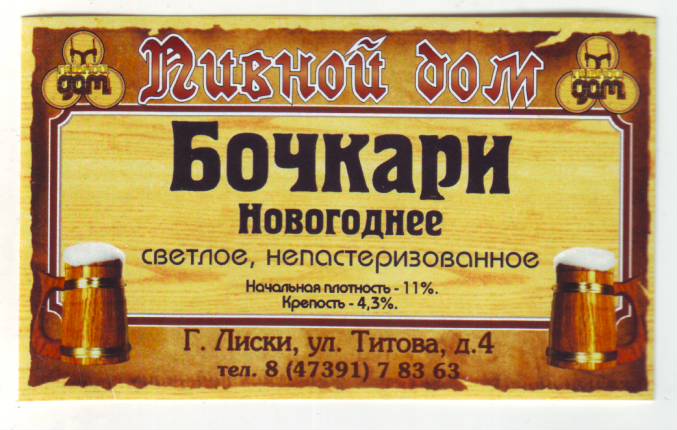 Пивной дом
Бочкари
Новогоднее
светлое, непастеризованное
Начальная плотность - 11%.
Крепость - 4,3%.
Г. Лиски, ул. Титова, д.4
тел. 8 (47391) 7 83 63